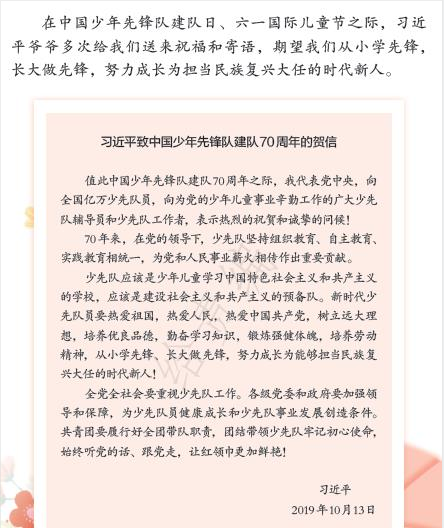 在中国少年先锋队建队日、六一国际儿童节之际，习近
平爷爷多次给我们送来祝福和寄语，期望我们从小学先锋，
长大做先锋，努力成长为担当民族复兴大任的时代新人。
习近平致中国少年先锋队建队70周年的贺信
值此中国少年先锋队建队70周年之际，我代表党中央，向
全国亿万少先队员，向为党的少年儿童事业辛勤工作的广大少先
队辅导员和少先队工作者，表示热烈的祝贺和诚挚的问候！
70年来，在党的领导下，少先队坚持组织教育、自主教育、
实践教育相统一，为党和人民事业薪火相传作出重要贡献。
少先队应该是少年儿童学习中国特色社会主义和共产主义
的学校，应该是建设社会主义和共产主义的预备队。新时代少
先队员要热爱祖国，热爱人民，热爱中国共产党，树立远大理
想，培养优良品德，勤奋学习知识，锻炼强健体魄，培养劳动
精神，从小学先锋、长大做先锋，努力成长为能够担当民族复
兴大任的时代新人！
全党全社会要重视少先队工作。各级党委和政府要加强领
导和保障，为少先队员健康成长和少先队事业发展创造条件。
共青团要履行好全团带队职责，团结带领少先队牢记初心使命，
始终听党的话、跟党走，让红领巾更加鲜艳！
习近平
2019年10月13日